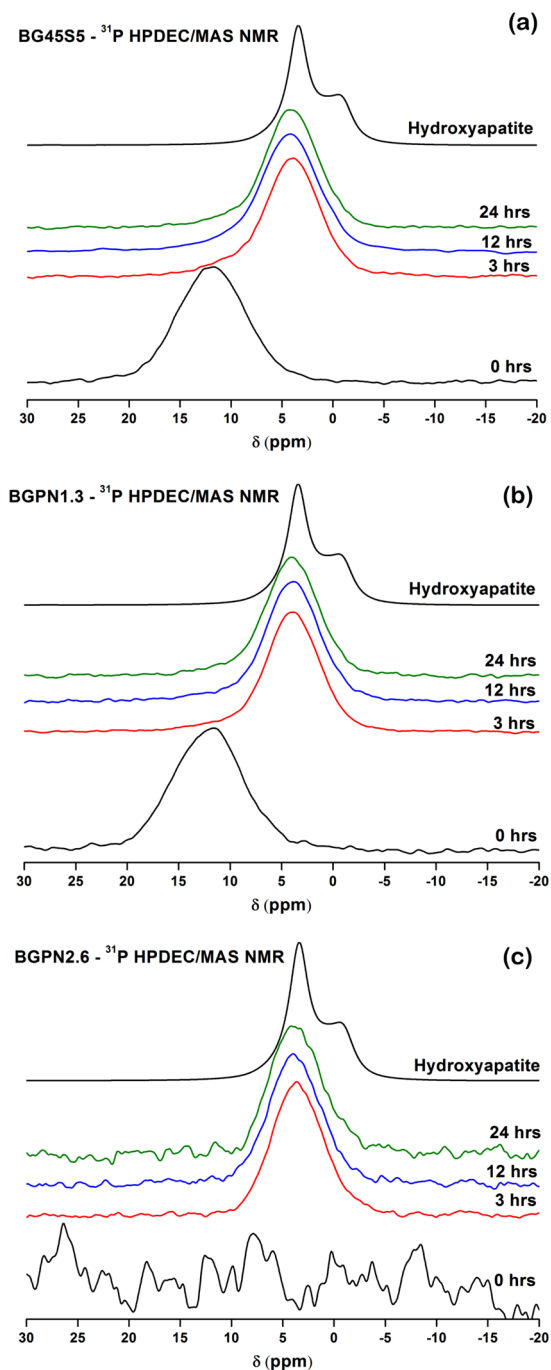 (a)
BG45S5 - ³¹P HPDEC/MAS NMR
Hydroxyapatite
24 hrs
12 hrs
3 hrs
0 hrs
30 25 20 15 10 5 0 -5 -10 -15 -20
δ (ppm)
BGPN1.3 - ³¹P HPDEC/MAS NMR (b)
Hydroxyapatite
24 hrs
12 hrs
3 hrs
0 hrs
30 25 20 15 10 5 0 -5 -10 -15 -20
δ (ppm)
BGPN2.6 - ³¹P HPDEC/MAS NMR (c)
Hydroxyapatite
24 hrs
12 hrs
3 hrs
0 hrs
30 25 20 15 10 5 0 -5 -10 -15 -20
δ (ppm)